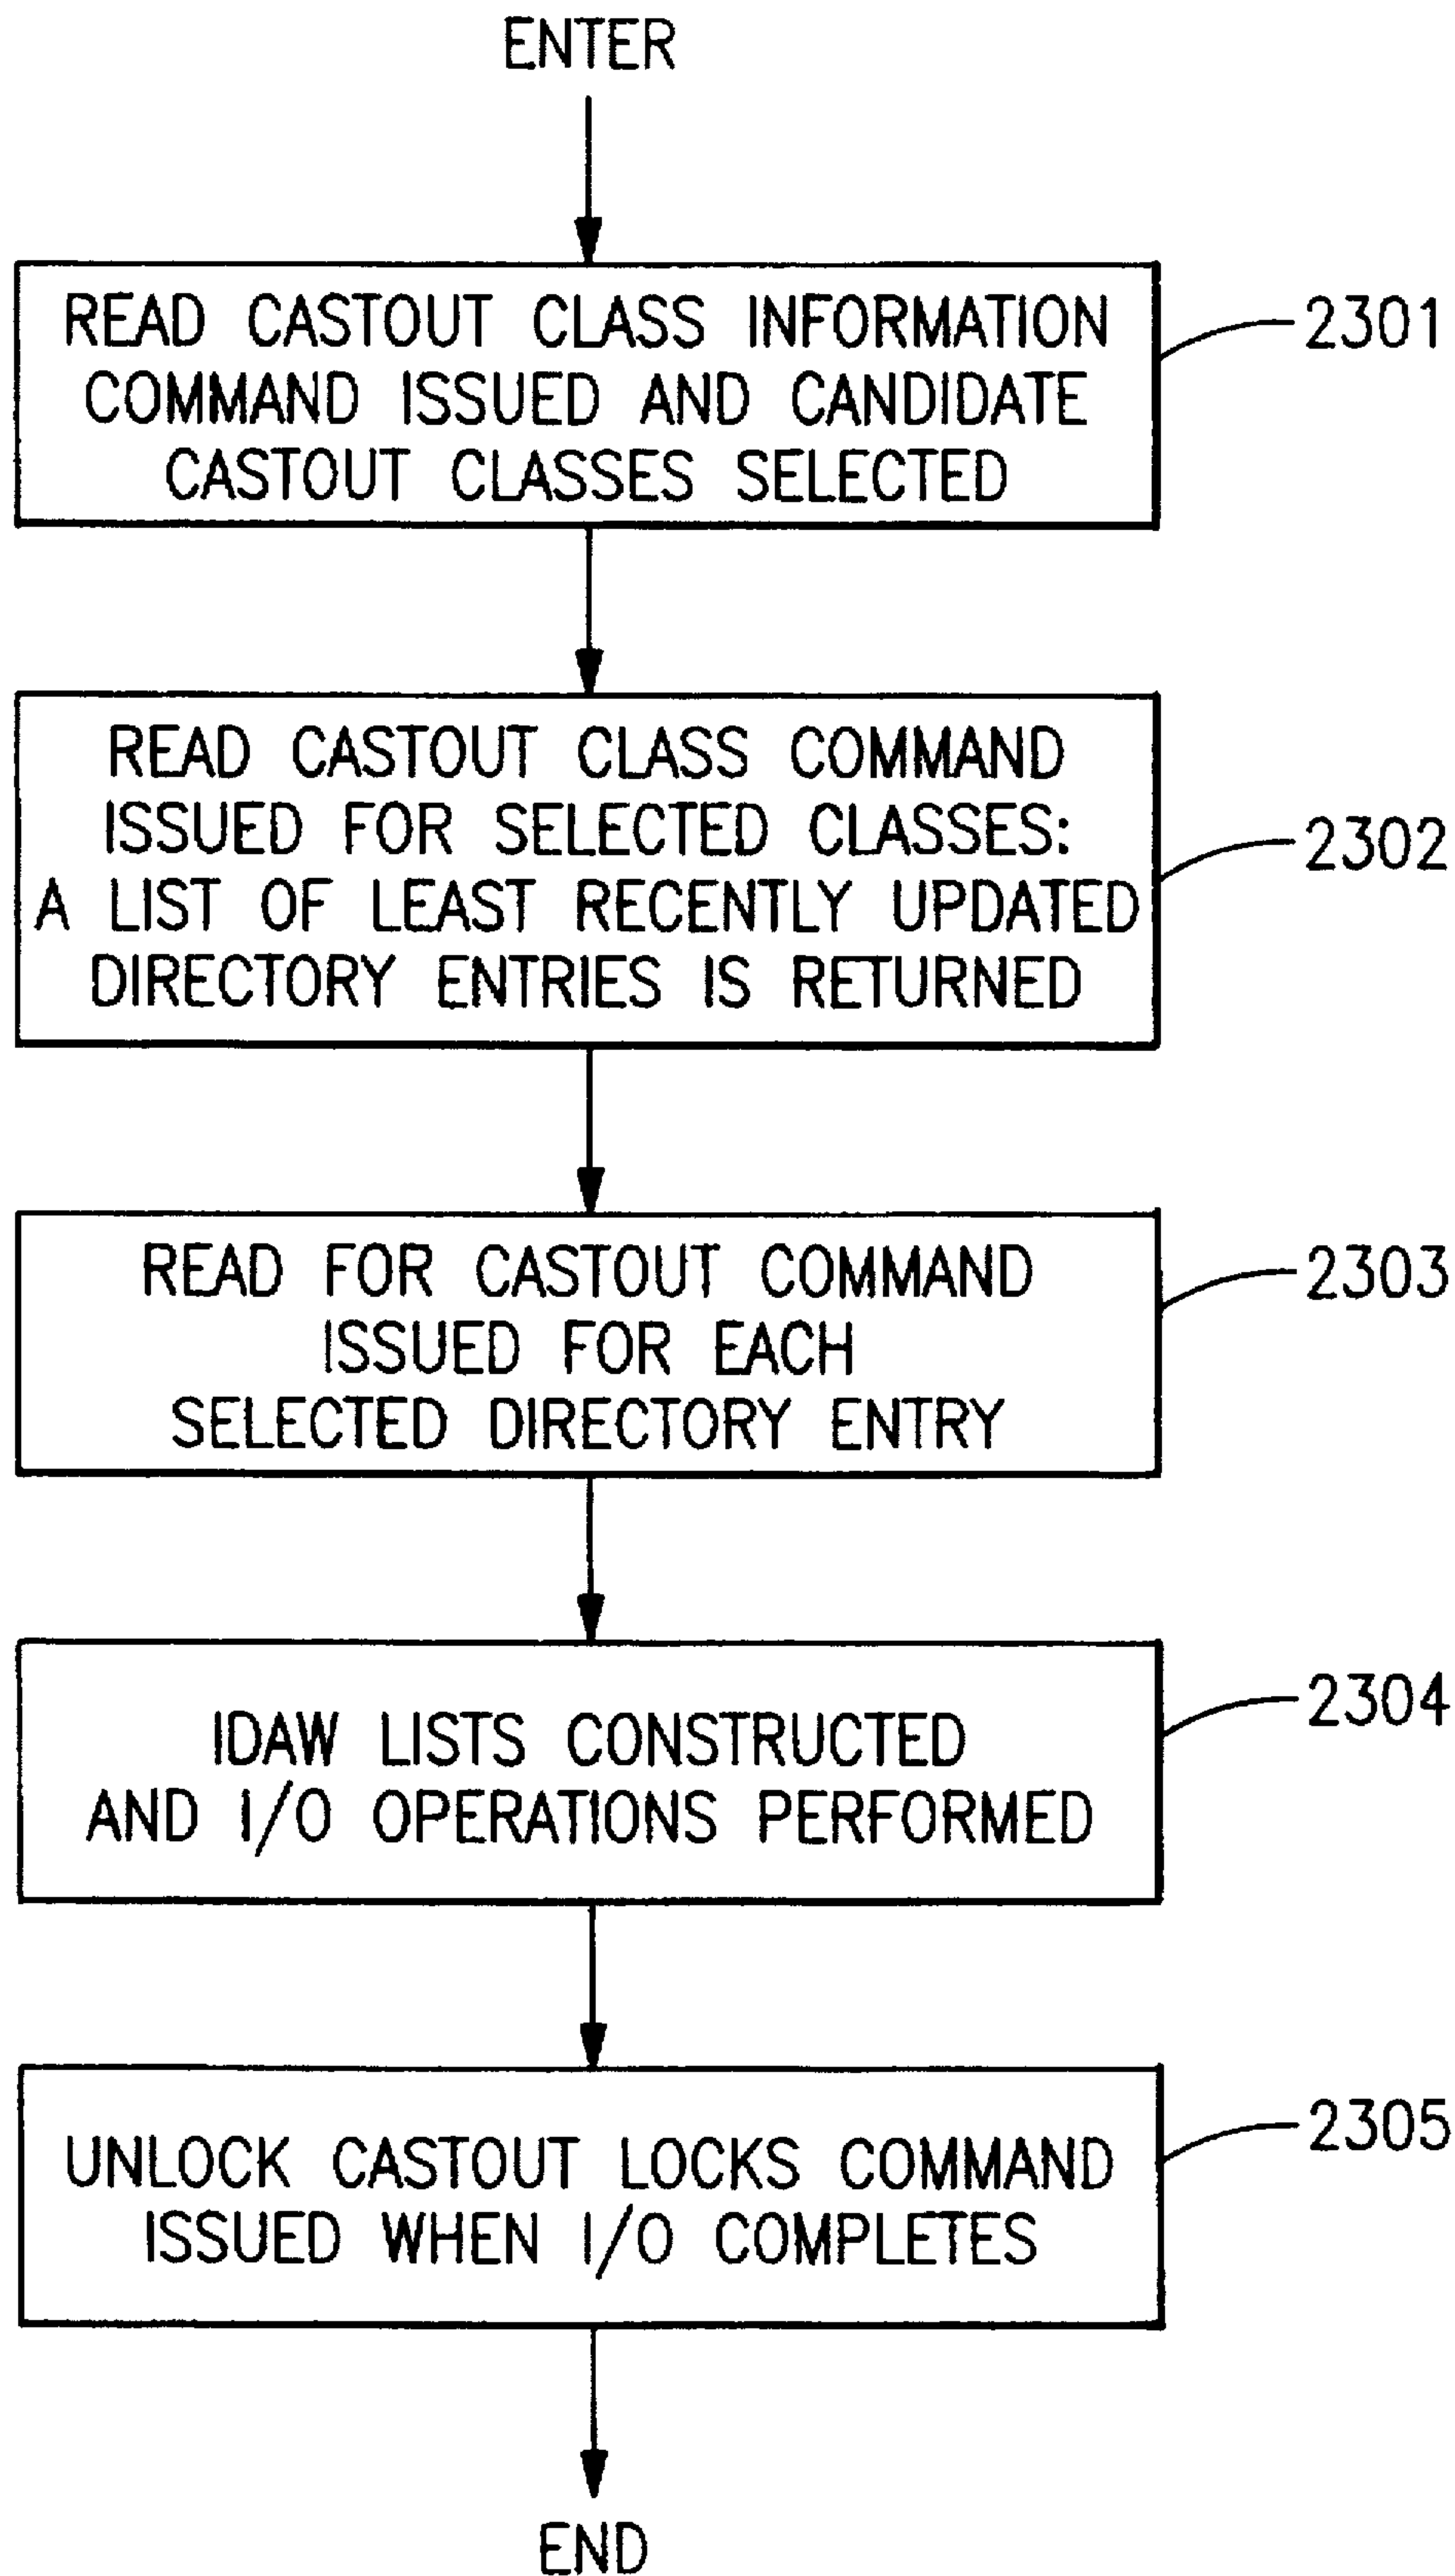 ENTER
READ CASTOUT CLASS INFORMATION
COMMAND ISSUED AND CANDIDATE
CASTOUT CLASSES SELECTED
2301
READ CASTOUT CLASS COMMAND
ISSUED FOR SELECTED CLASSES:
A LIST OF LEAST RECENTLY UPDATED
DIRECTORY ENTRIES IS RETURNED
2302
READ FOR CASTOUT COMMAND
ISSUED FOR EACH
SELECTED DIRECTORY ENTRY
2303
IDAW LISTS CONSTRUCTED
AND I/O OPERATIONS PERFORMED
2304
UNLOCK CASTOUT LOCKS COMMAND
ISSUED WHEN I/O COMPLETES
2305
END